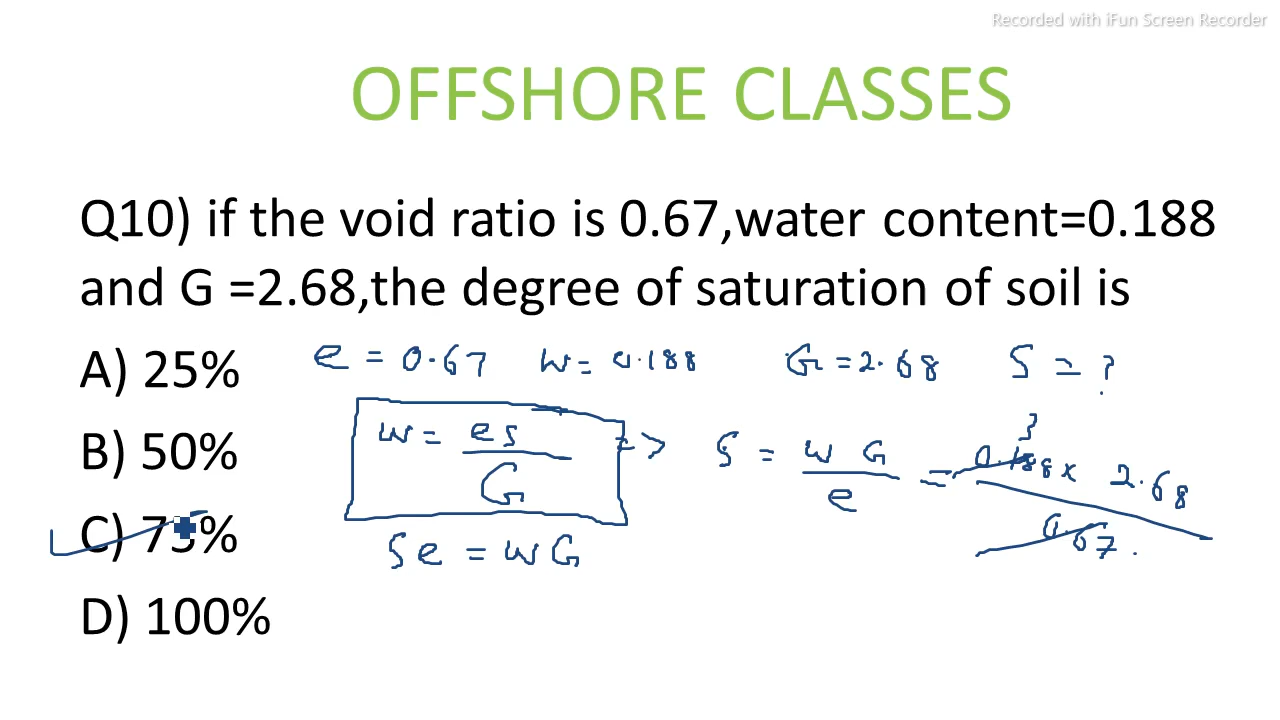 Recorded with iFun Screen Recorder
OFFSHORE CLASSES
Q10) if the void ratio is 0.67,water content=0.188
and G =2.68,the degree of saturation of soil is
A) 25%
e = 0.67 w= 0.188 G=2.68 S = ?
B) 50%
w = es/G => S = w G/e = 0.188x 2.68/0.67.
3
C) 75%
Se = wG
D) 100%